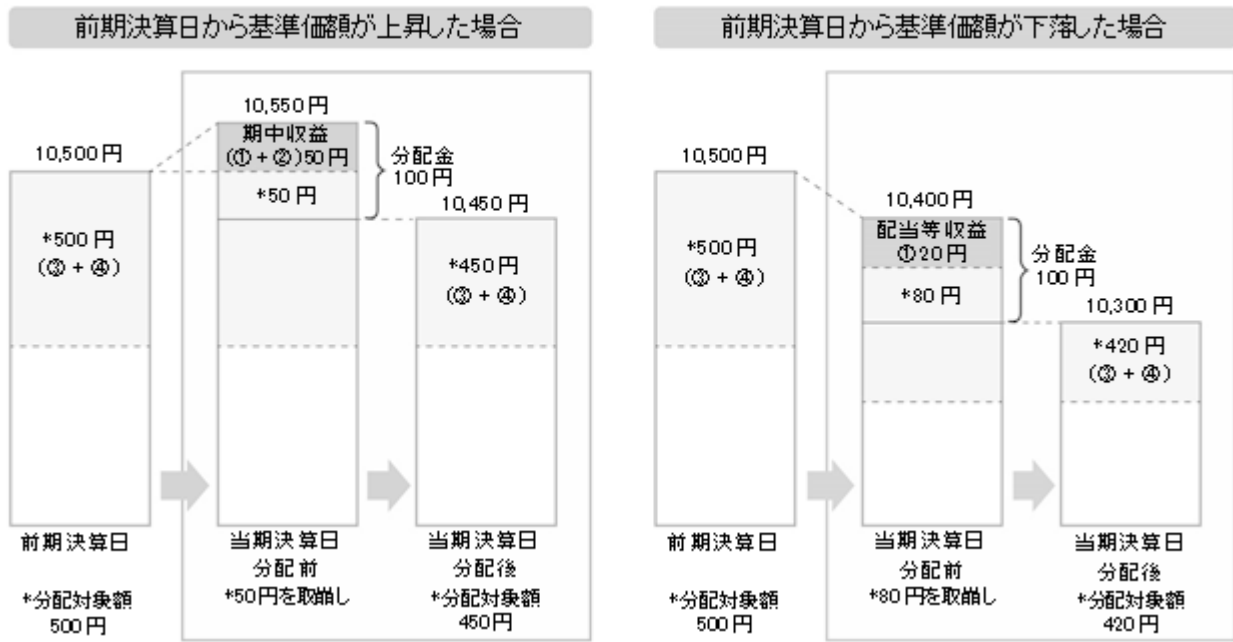 前期決算日から基準価額が上昇した場合
10,550円
期中収益
(①+②)50円
*50円
分配金
100円
10,500円
*500円
(③+④)
10,450円
*450円
(③+④)
前期決算日
*分配対象額
500円
当期決算日
分配前
*50円を取崩し
当期決算日
分配後
*分配対象額
450円
前期決算日から基準価額が下落した場合
10,500円
*500円
(③+④)
10,400円
配当等収益
①20円
*80円
分配金
100円
10,300円
*420円
(③+④)
前期決算日
*分配対象額
500円
当期決算日
分配前
*80円を取崩し
当期決算日
分配後
*分配対象額
420円